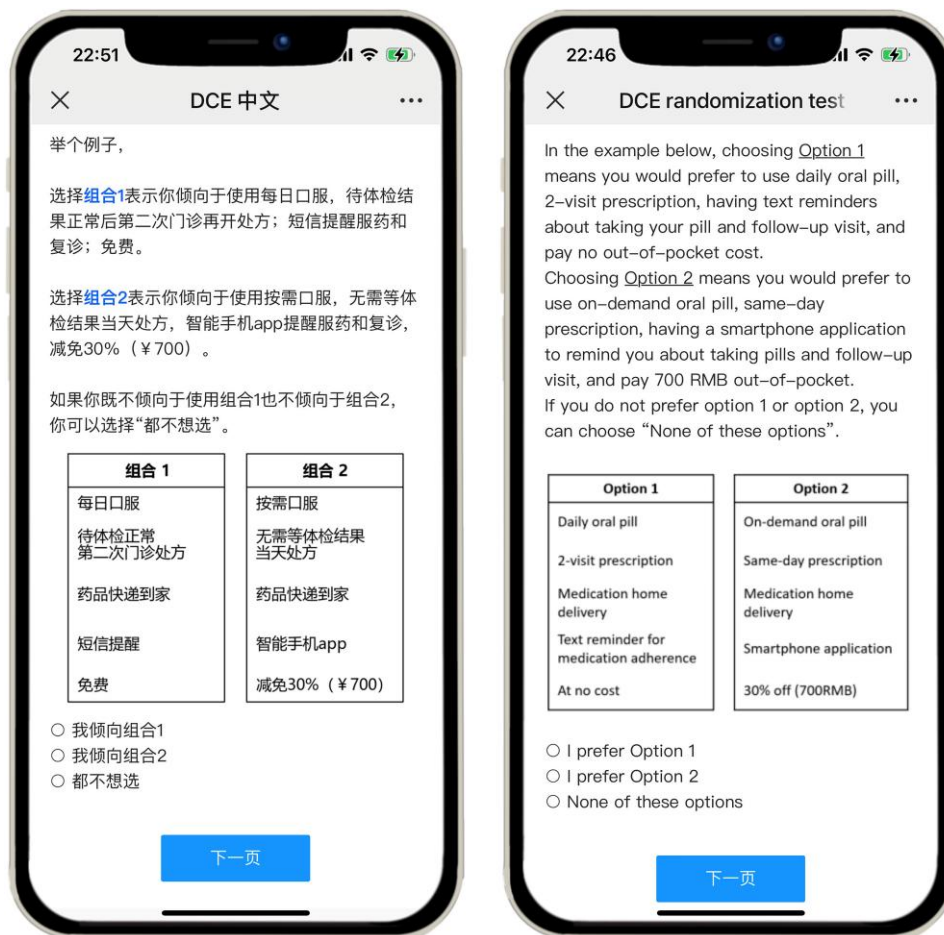 22:51
DCE 中文
举个例子，
选择组合1表示你倾向于使用每日口服，待体检结
果正常后第二次门诊再开处方；短信提醒服药和
复诊；免费。
选择组合2表示你倾向于使用按需口服，无需等体
检结果当天处方，智能手机app提醒服药和复诊，
减免30%（￥700）。
如果你既不倾向于使用组合1也不倾向于组合2，
你可以选择“都不想选”。
组合 1
每日口服
待体检正常
第二次门诊处方
药品快递到家
短信提醒
免费
组合 2
按需口服
无需等体检结果
当天处方
药品快递到家
智能手机app
减免30%（￥700）
我倾向组合1
我倾向组合2
都不想选
下一页
22:46
DCE randomization test
In the example below, choosing Option 1
means you would prefer to use daily oral pill,
2-visit prescription, having text reminders
about taking your pill and follow-up visit, and
pay no out-of-pocket cost.
Choosing Option 2 means you would prefer to
use on-demand oral pill, same-day
prescription, having a smartphone application
to remind you about taking pills and follow-up
visit, and pay 700 RMB out-of-pocket.
If you do not prefer option 1 or option 2, you
can choose “None of these options”.
Option 1
Daily oral pill
2-visit prescription
Medication home
delivery
Text reminder for
medication adherence
At no cost
Option 2
On-demand oral pill
Same-day prescription
Medication home
delivery
Smartphone application
30% off (700RMB)
I prefer Option 1
I prefer Option 2
None of these options
下一页